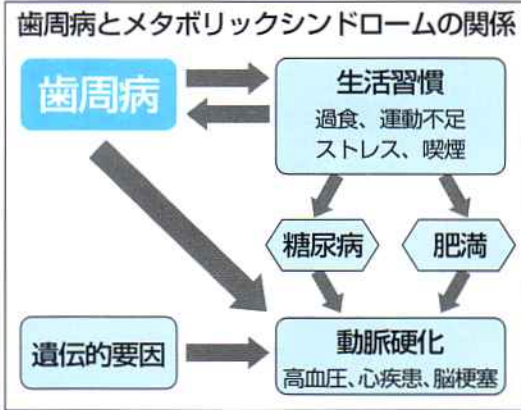 歯周病とメタボリックシンドロームの関係
歯周病
生活習慣
過食、運動不足
ストレス、喫煙
糖尿病
肥満
遺伝的要因
動脈硬化
高血圧、心疾患、脳梗塞